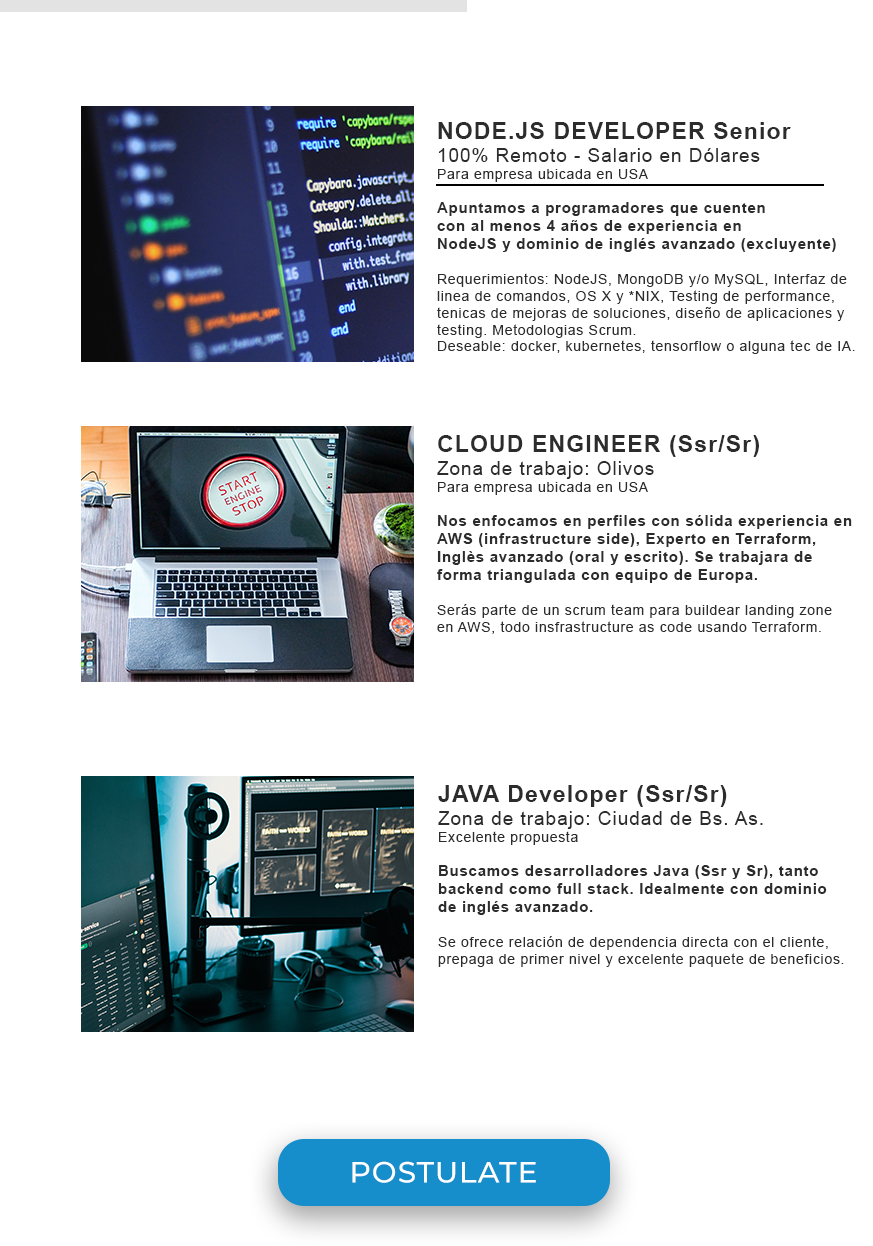 9
10
11
12
13
14
15
16
17
18
19
20
require 'capybara/rspe
require 'capybara/rail
Capybara.javascript_
Category.delete_all;
Shoulda::Matchers.c
config.integrate
with.test_fram
with.library
end
end
NODE.JS DEVELOPER Senior
100% Remoto - Salario en Dólares
Para empresa ubicada en USA
Apuntamos a programadores que cuenten
con al menos 4 años de experiencia en
NodeJS y dominio de inglés avanzado (excluyente)
Requerimientos: NodeJS, MongoDB y/o MySQL, Interfaz de
linea de comandos, OS X y *NIX, Testing de performance,
tenicas de mejoras de soluciones, diseño de aplicaciones y
testing. Metodologias Scrum.
Deseable: docker, kubernetes, tensorflow o alguna tec de IA.
START
ENGINE
STOP
CLOUD ENGINEER (Ssr/Sr)
Zona de trabajo: Olivos
Para empresa ubicada en USA
Nos enfocamos en perfiles con sólida experiencia en
AWS (infrastructure side), Experto en Terraform,
Inglès avanzado (oral y escrito). Se trabajara de
forma triangulada con equipo de Europa.
Serás parte de un scrum team para buildear landing zone
en AWS, todo insfrastructure as code usando Terraform.
FAITH WORKS
JAVA Developer (Ssr/Sr)
Zona de trabajo: Ciudad de Bs. As.
Excelente propuesta
Buscamos desarrolladores Java (Ssr y Sr), tanto
backend como full stack. Idealmente con dominio
de inglés avanzado.
Se ofrece relación de dependencia directa con el cliente,
prepaga de primer nivel y excelente paquete de beneficios.
POSTULATE